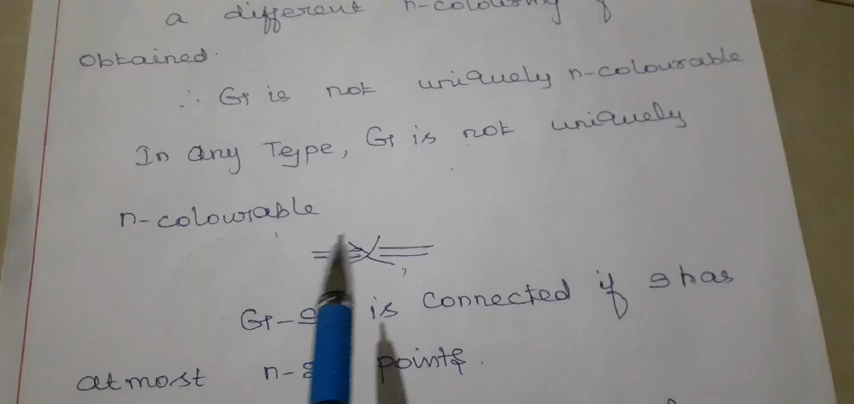 a different n-colouring of
obtained.
∴ G is not uniquely n-colourable
In any Type, G is not uniquely
n-colourable
G-S is connected if S has
atmost n- points.